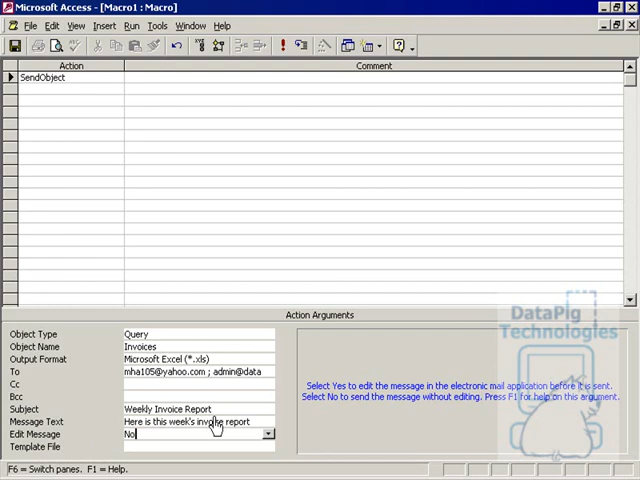 Microsoft Access - [Macro1 : Macro]
File Edit View Insert Run Tools Window Help
Action Comment
SendObject
Action Arguments
Object Type Query
Object Name Invoices
Output Format Microsoft Excel (*.xls)
To mha105@yahoo.com ; admin@data
Cc
Bcc
Subject Weekly Invoice Report
Message Text Here is this week's invoice report
Edit Message No
Template File
Select Yes to edit the message in the electronic mail application before it is sent.
Select No to send the message without editing. Press F1 for help on this argument.
DataPig
Technologies
F6 = Switch panes. F1 = Help.